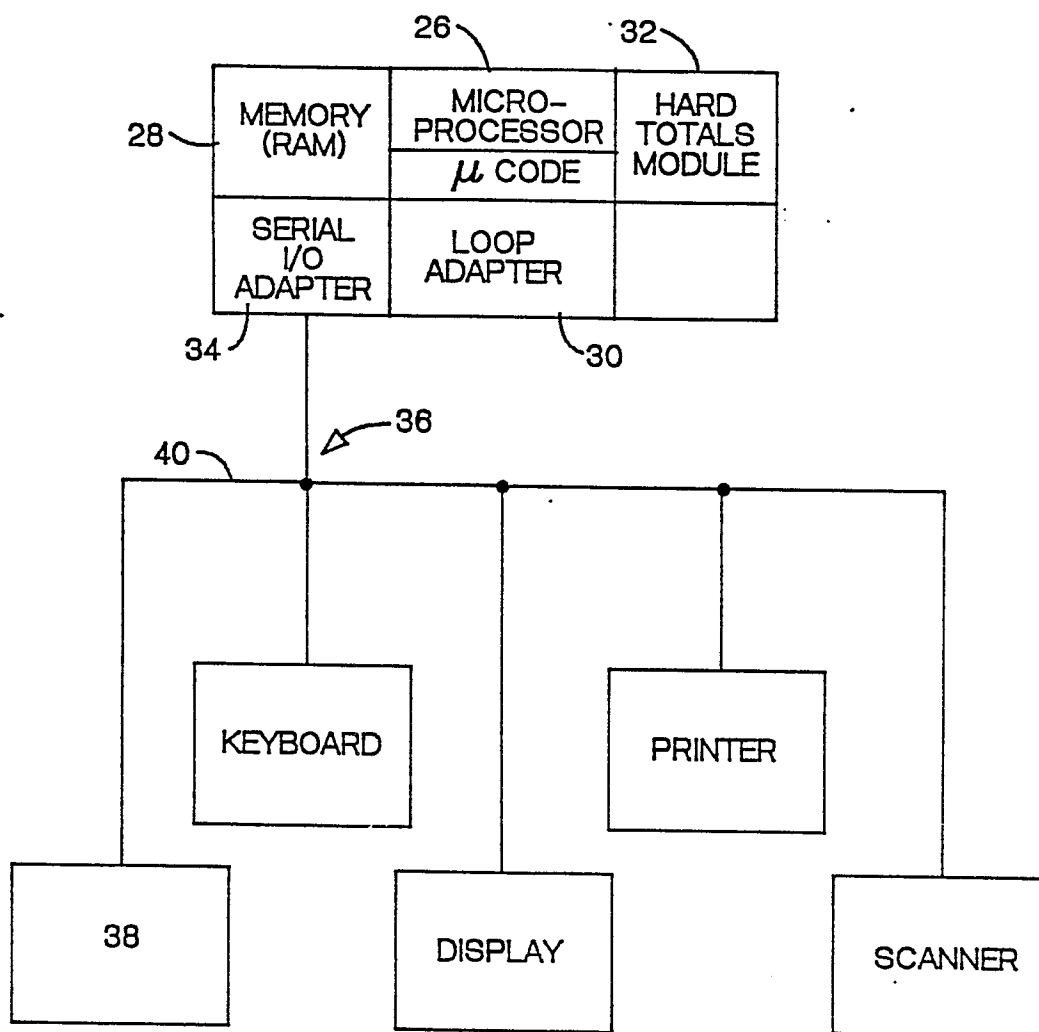 26
32
28
MEMORY
(RAM)
MICRO-
PROCESSOR
μ CODE
HARD
TOTALS
MODULE
SERIAL
I/O
ADAPTER
LOOP
ADAPTER
34
30
36
40
KEYBOARD
PRINTER
38
DISPLAY
SCANNER